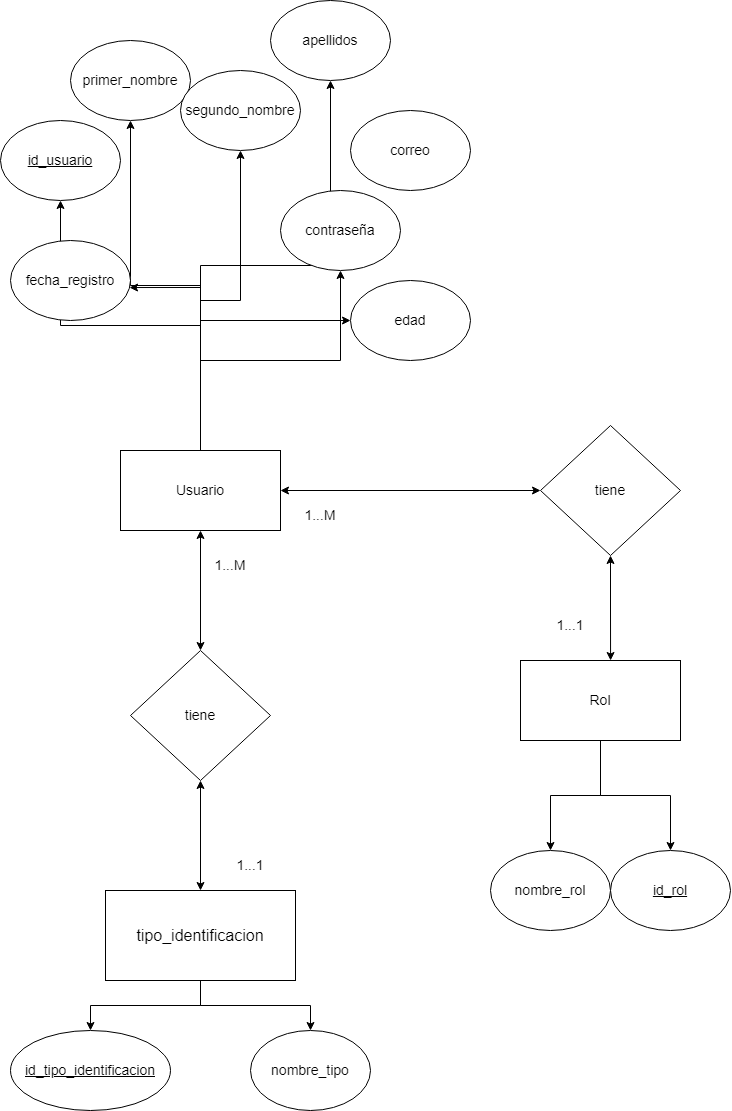 apellidos
primer_nombre
segundo_nombre
correo
id_usuario
contraseña
fecha_registro
edad
Usuario
tiene
1...M
1...M
1...1
tiene
Rol
1...1
nombre_rol
id_rol
tipo_identificacion
id_tipo_identificacion
nombre_tipo